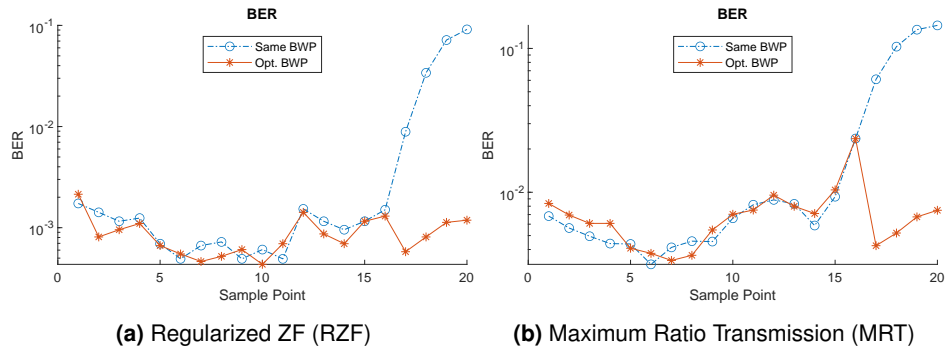 BER
10^-1
Same BWP
Opt. BWP
10^-2
BER
10^-3
0
5
10
15
20
Sample Point
(a) Regularized ZF (RZF)
BER
10^-1
Same BWP
Opt. BWP
BER
10^-2
0
5
10
15
20
Sample Point
(b) Maximum Ratio Transmission (MRT)